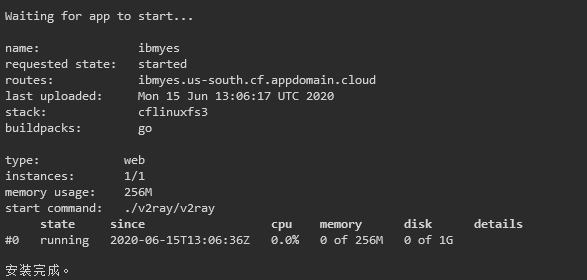 Waiting for app to start...
name: ibmyes
requested state: started
routes: ibmyes.us-south.cf.appdomain.cloud
last uploaded: Mon 15 Jun 13:06:17 UTC 2020
stack: cflinuxfs3
buildpacks: go
type: web
instances: 1/1
memory usage: 256M
start command: ./v2ray/v2ray
state since cpu memory disk details
#0 running 2020-06-15T13:06:36Z 0.0% 0 of 256M 0 of 1G
安装完成。